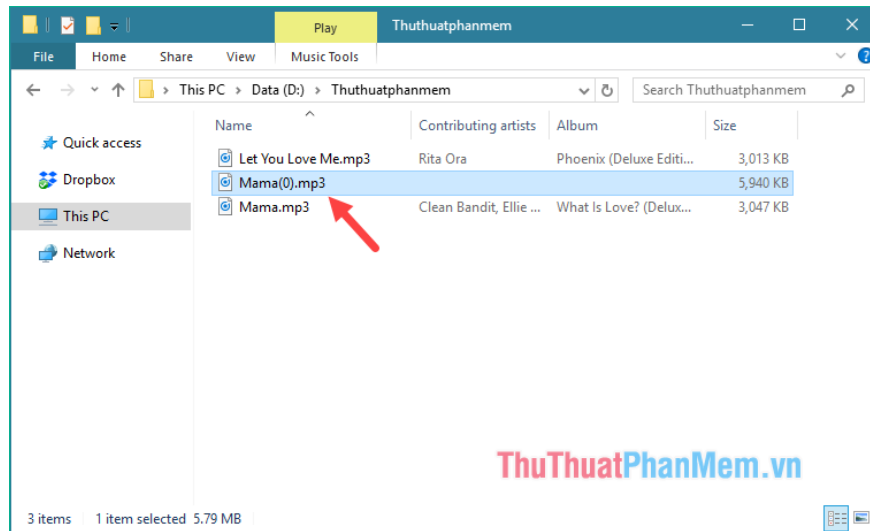 Play Thuthuatphanmem
File Home Share View Music Tools
This PC Data (D:) Thuthuatphanmem Search Thuthuatphanmem
Name Contributing artists Album Size
Quick access
Dropbox
This PC
Network
Let You Love Me.mp3 Rita Ora Phoenix (Deluxe Editi... 3,013 KB
Mama(0).mp3 5,940 KB
Mama.mp3 Clean Bandit, Ellie ... What Is Love? (Delux... 3,047 KB
ThuThuatPhanMem.vn
3 items 1 item selected 5.79 MB